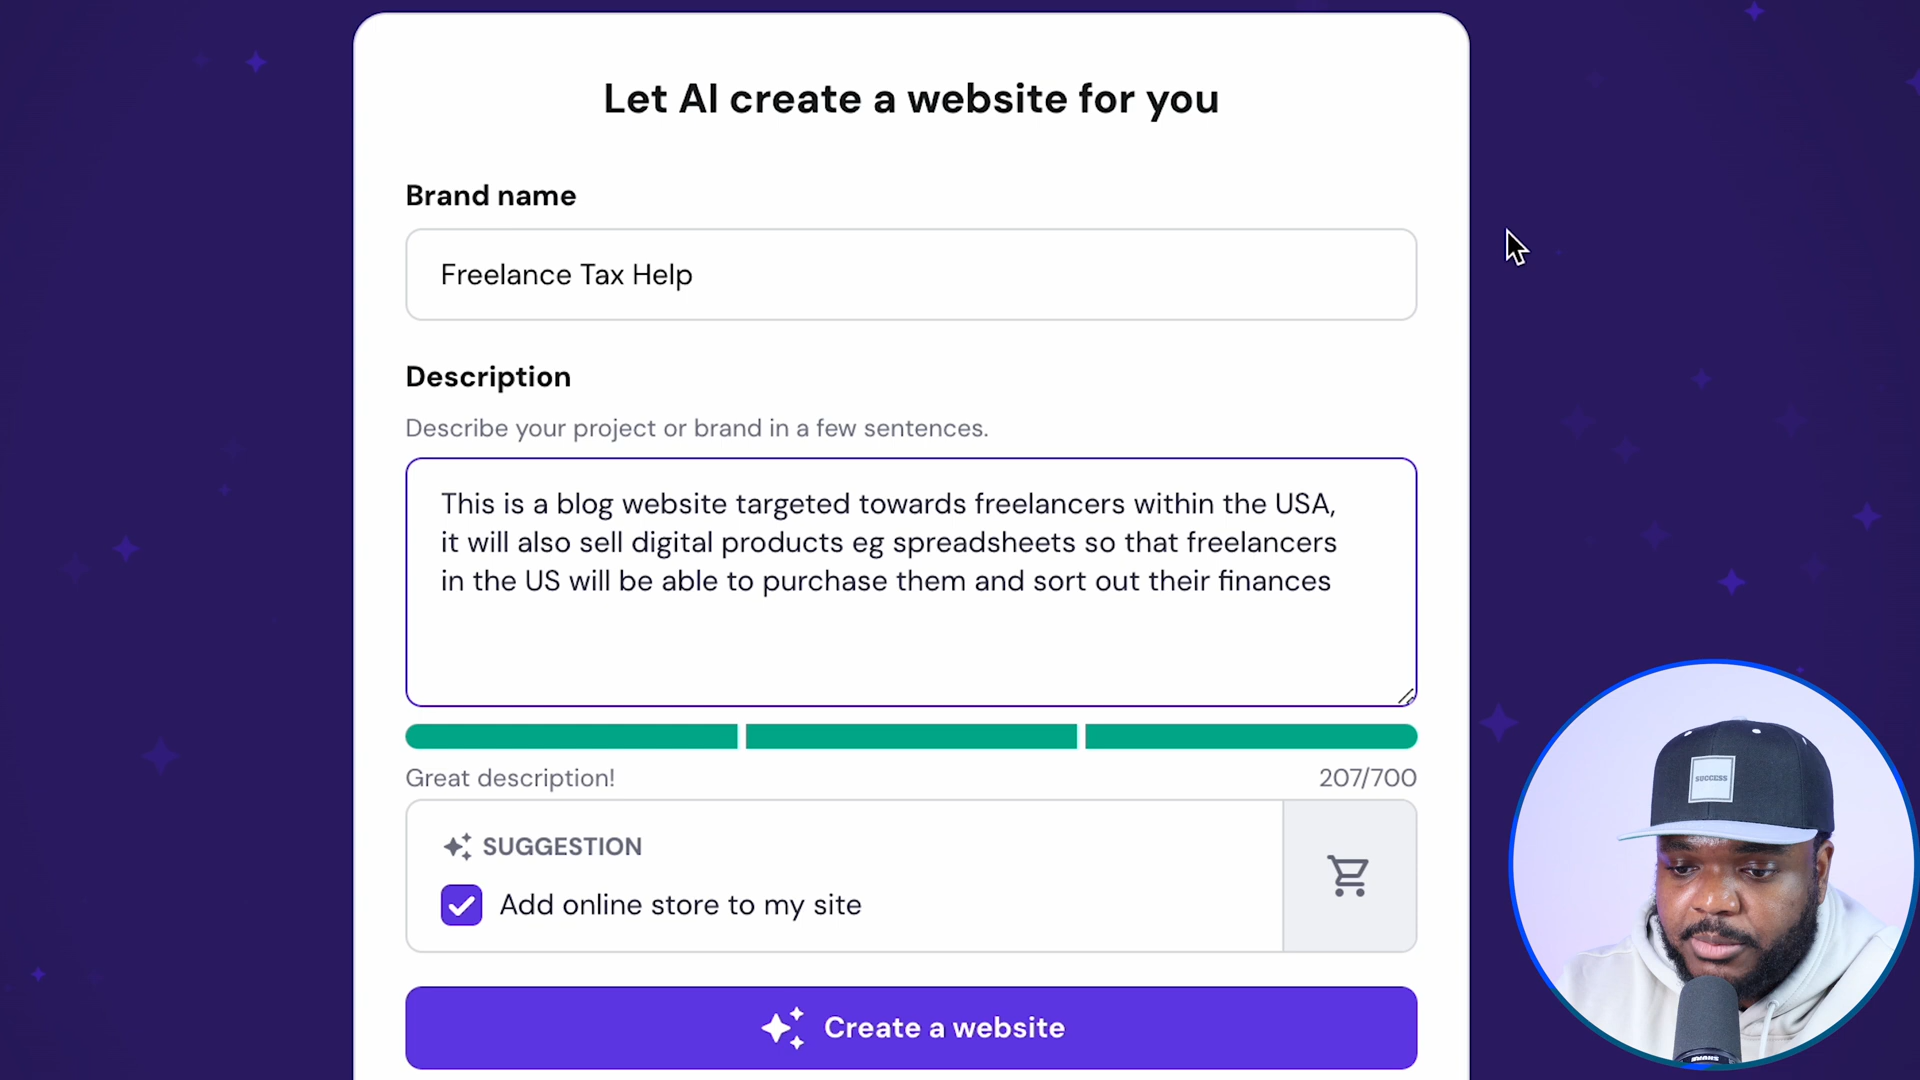 Let AI create a website for you
Brand name
Freelance Tax Help
Description
Describe your project or brand in a few sentences.
This is a blog website targeted towards freelancers within the USA,
it will also sell digital products eg spreadsheets so that freelancers
in the US will be able to purchase them and sort out their finances
Great description!
207/700
SUGGESTION
Add online store to my site
Create a website
SUCCESS